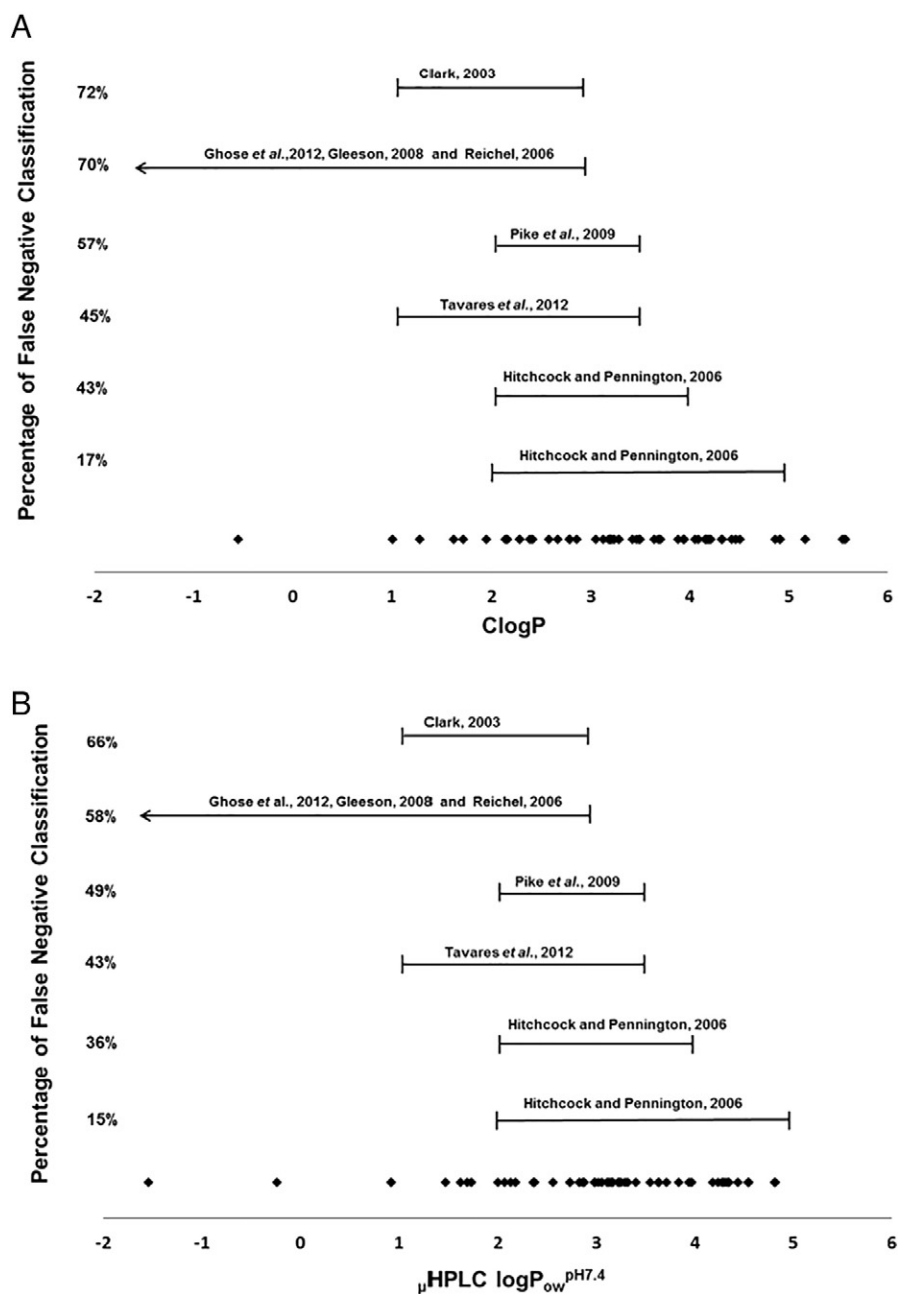 A
Percentage of False Negative Classification
72%
Clark, 2003
70%
Ghose et al.,2012, Gleeson, 2008 and Reichel, 2006
57%
Pike et al., 2009
45%
Tavares et al., 2012
43%
Hitchcock and Pennington, 2006
17%
Hitchcock and Pennington, 2006
-2 -1 0 1 2 3 4 5 6
ClogP
B
Percentage of False Negative Classification
66%
Clark, 2003
58%
Ghose et al., 2012, Gleeson, 2008 and Reichel, 2006
49%
Pike et al., 2009
43%
Tavares et al., 2012
36%
Hitchcock and Pennington, 2006
15%
Hitchcock and Pennington, 2006
-2 -1 0 1 2 3 4 5 6
μHPLC logPow pH7.4